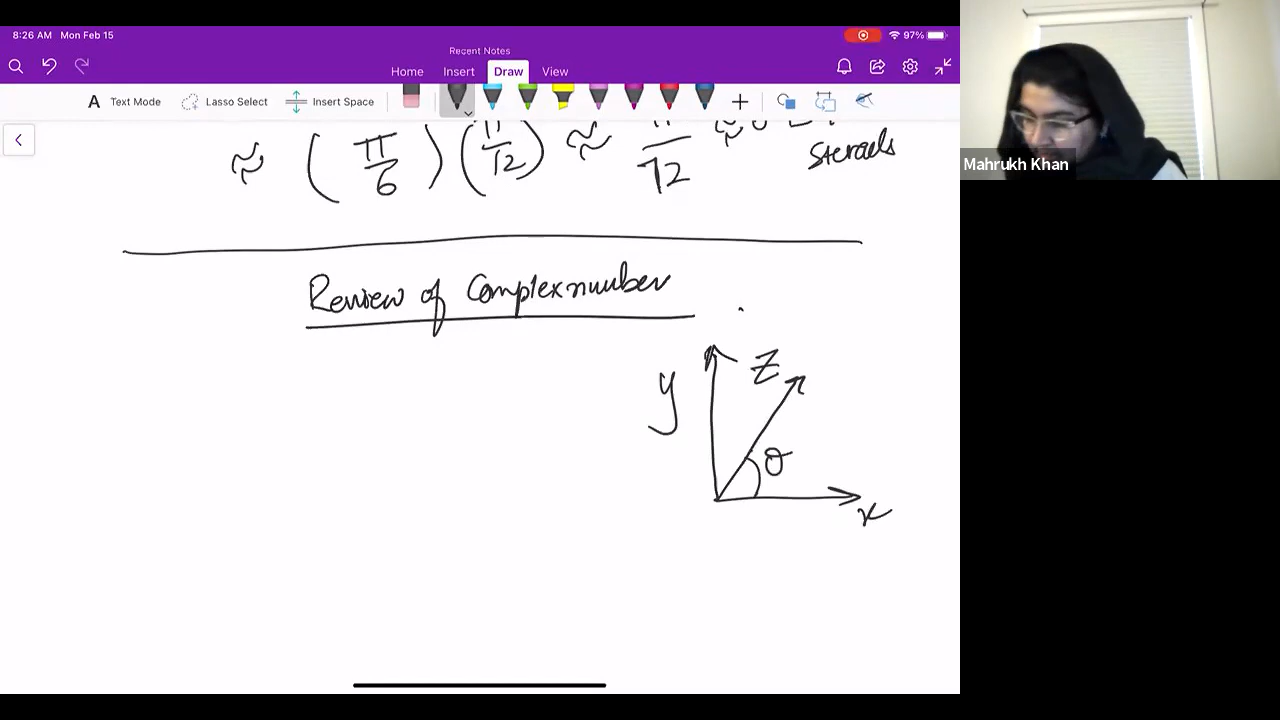 8:26 AM Mon Feb 15
97%
Recent Notes
Home Insert Draw View
A Text Mode Lasso Select Insert Space
≈ (π/6) (π/12) ≈ π/72 ≈
Sterads
Review of Complex number
y z θ x
Mahrukh Khan